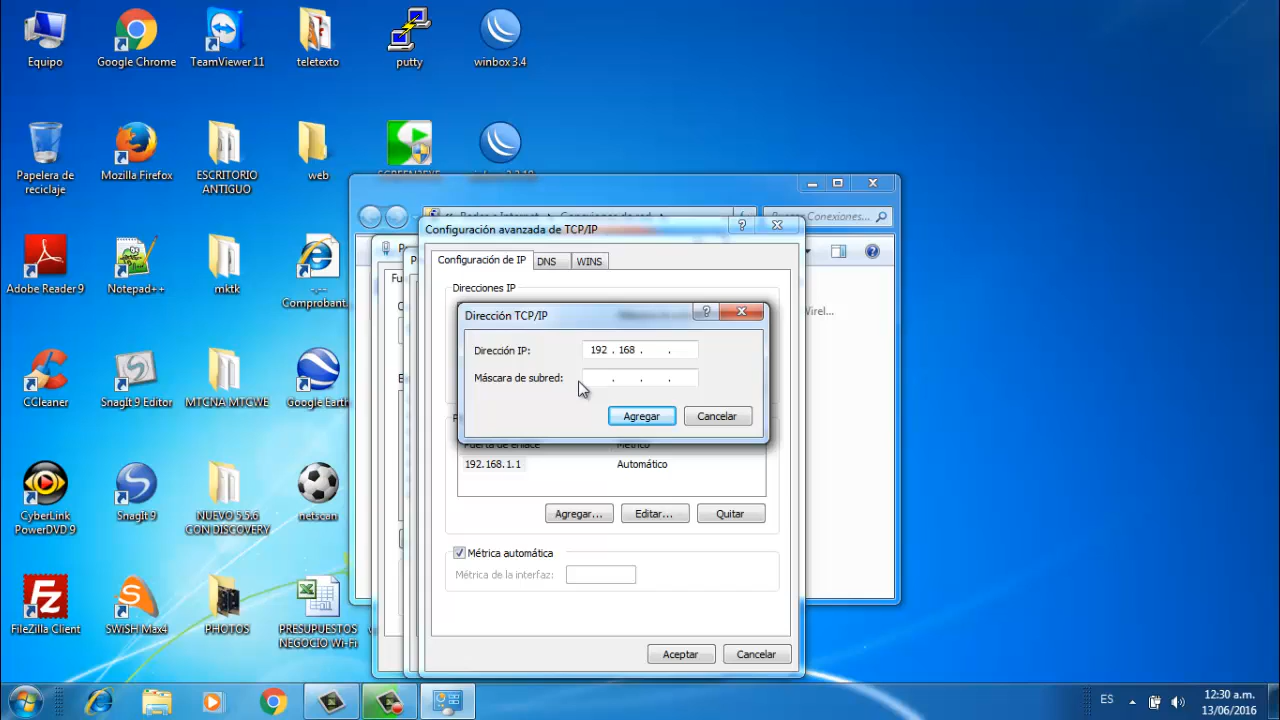 Equipo
Google Chrome
TeamViewer 11
teletexto
putty
winbox 3.4
Papelera de
reciclaje
Mozilla Firefox
ESCRITORIO
ANTIGUO
web
Adobe Reader 9
Notepad++
mktk
Comprobant...
CCleaner
SnagIt 9 Editor
MTCNA MTCWE
Google Earth
CyberLink
PowerDVD 9
SnagIt 9
NUEVO 5.5.6
CON DISCOVERY
netscan
FileZilla Client
SWiSH Max4
PHOTOS
PRESUPUESTOS
NEGOCIO Wi-Fi
Buscar Conexiones...
Wirel...
Configuración avanzada de TCP/IP
Configuración de IP
DNS
WINS
Direcciones IP
Dirección TCP/IP
Dirección IP:
192 . 168 . .
Máscara de subred:
. . .
Agregar
Cancelar
Puerta de enlace
Métrico
192.168.1.1
Automático
Agregar...
Editar...
Quitar
Métrica automática
Métrica de la interfaz:
Aceptar
Cancelar
ES
12:30 a.m.
13/06/2016